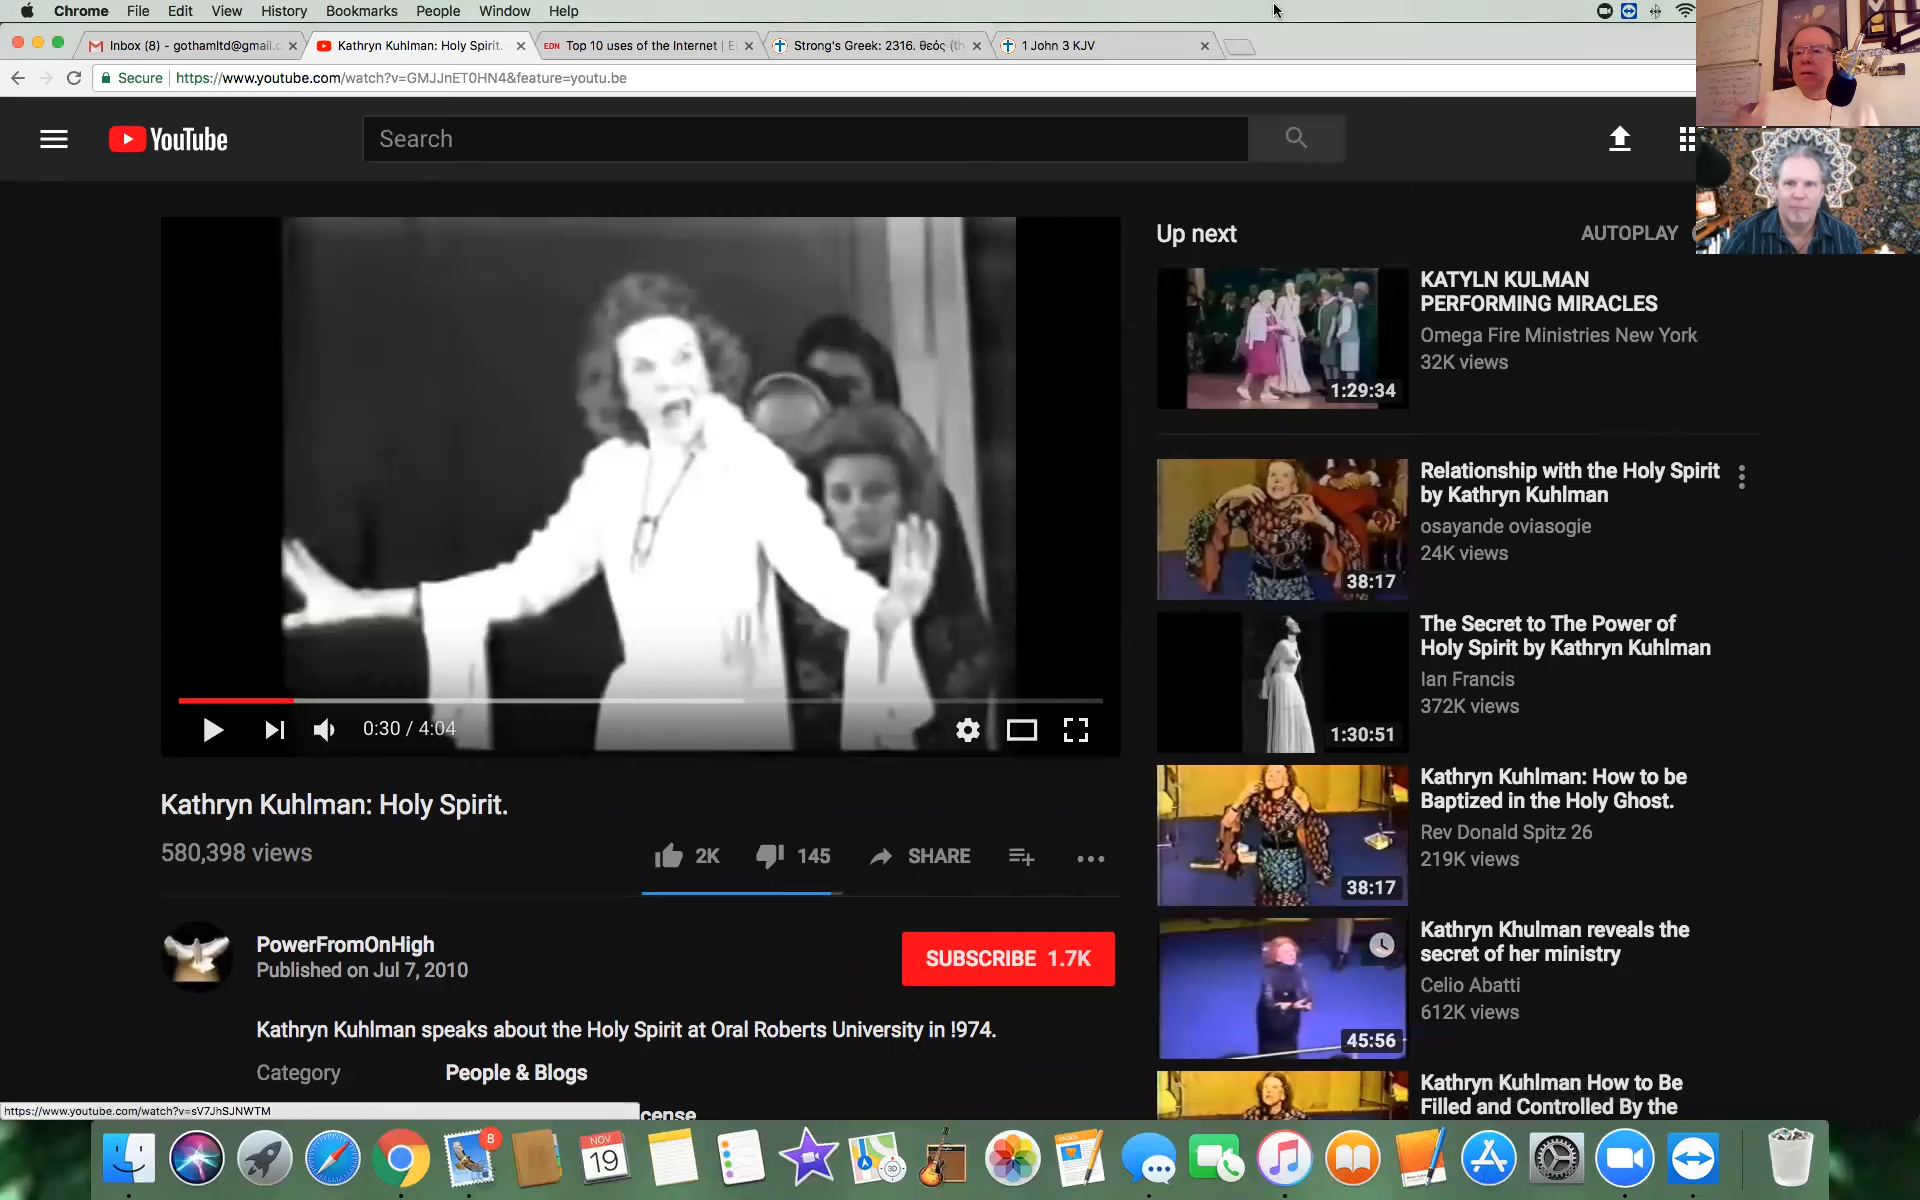 Chrome File Edit View History Bookmarks People Window Help
Inbox (8) - gothamltd@gmail.c
Kathryn Kuhlman: Holy Spirit.
EDN Top 10 uses of the Internet | E
Strong's Greek: 2316. θεός (th
1 John 3 KJV
Secure https://www.youtube.com/watch?v=GMJJnET0HN4&feature=youtu.be
YouTube
Search
Up next
AUTOPLAY
KATYLN KULMAN
PERFORMING MIRACLES
Omega Fire Ministries New York
32K views
1:29:34
Relationship with the Holy Spirit
by Kathryn Kuhlman
osayande oviasogie
24K views
38:17
The Secret to The Power of
Holy Spirit by Kathryn Kuhlman
Ian Francis
372K views
1:30:51
Kathryn Kuhlman: How to be
Baptized in the Holy Ghost.
Rev Donald Spitz 26
219K views
38:17
Kathryn Khulman reveals the
secret of her ministry
Celio Abatti
612K views
45:56
Kathryn Kuhlman How to Be
Filled and Controlled By the
0:30 / 4:04
Kathryn Kuhlman: Holy Spirit.
580,398 views
2K 145 SHARE
PowerFromOnHigh
Published on Jul 7, 2010
SUBSCRIBE 1.7K
Kathryn Kuhlman speaks about the Holy Spirit at Oral Roberts University in !974.
Category People & Blogs
cense
https://www.youtube.com/watch?v=sV7JhSJNWTM
8
NOV
19
3D
PAGES